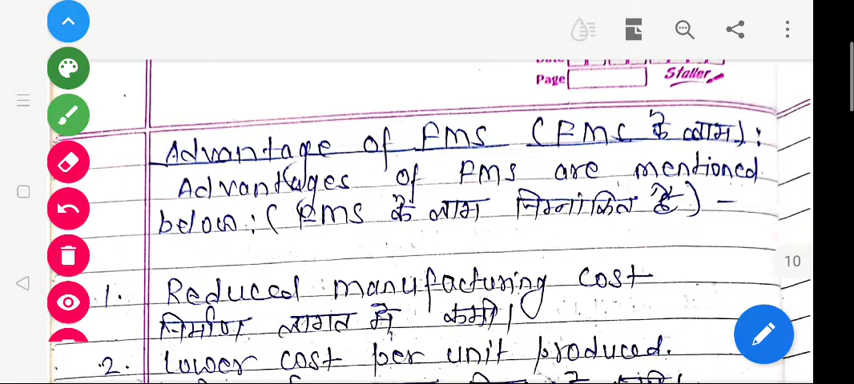 Page Statler
Advantage of FMS (FMS के लाभ):
Advantages of FMS are mentioned
below: (FMS के लाभ निम्नांकित है) -
10
1. Reduced manufacturing cost
निर्माण लागत में कमी।
2. Lower cost per unit produced.